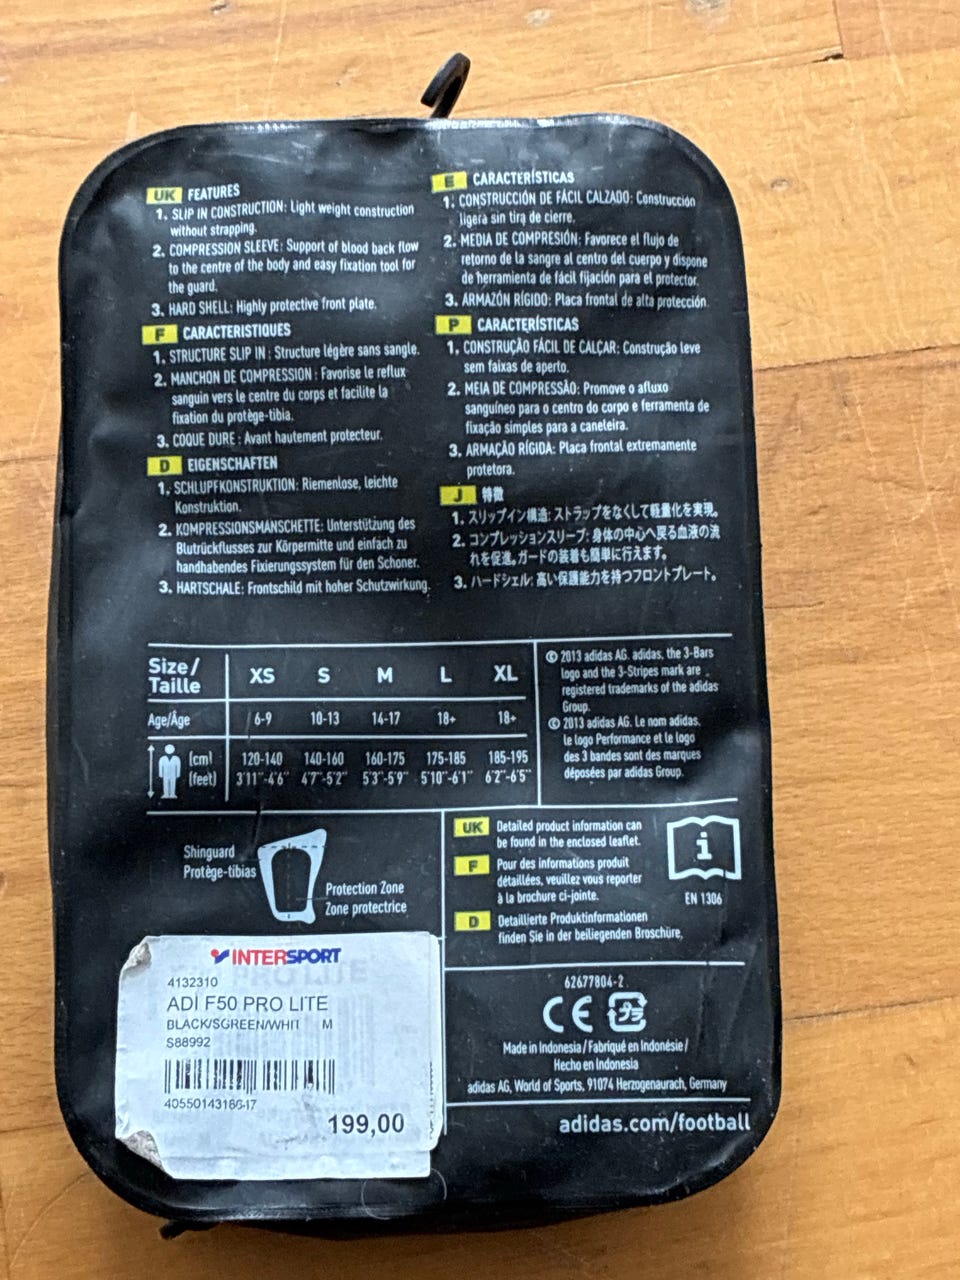 UK FEATURES
1. SLIP IN CONSTRUCTION: Light weight construction
without strapping.
2. COMPRESSION SLEEVE: Support of blood back flow
to the centre of the body and easy fixation tool for
the guard.
3. HARD SHELL: Highly protective front plate.
F CARACTERISTIQUES
1. STRUCTURE SLIP IN : Structure légère sans sangle.
2. MANCHON DE COMPRESSION : Favorise le reflux
sanguin vers le centre du corps et facilite la
fixation du protège-tibia.
3. COQUE DURE : Avant hautement protecteur.
D EIGENSCHAFTEN
1. SCHLUPFKONSTRUKTION: Riemenlose, leichte
Konstruktion.
2. KOMPRESSIONSMANSCHETTE: Unterstützung des
Blutrückflusses zur Körpermitte und einfach zu
handhabendes Fixierungssystem für den Schoner.
3. HARTSCHALE: Frontschild mit hoher Schutzwirkung.
E CARACTERÍSTICAS
1. CONSTRUCCIÓN DE FÁCIL CALZADO: Construcción
ligera sin tira de cierre.
2. MEDIA DE COMPRESIÓN: Favorece el flujo de
retorno de la sangre al centro del cuerpo y dispone
de herramienta de fácil fijación para el protector.
3. ARMAZÓN RÍGIDO: Placa frontal de alta protección.
P CARACTERÍSTICAS
1. CONSTRUÇÃO FÁCIL DE CALÇAR: Construção leve
sem faixas de aperto.
2. MEIA DE COMPRESSÃO: Promove o afluxo
sanguíneo para o centro do corpo e ferramenta de
fixação simples para a caneleira.
3. ARMAÇÃO RÍGIDA: Placa frontal extremamente
protetora.
J 特徴
1. スリップイン構造: ストラップをなくして軽量化を実現。
2. コンプレッションスリーブ: 身体の中心へ戻る血液の流
れを促進。ガードの装着も簡単に行えます。
3. ハードシェル: 高い保護能力を持つフロントプレート。
Size/
Taille
XS S M L XL
Age/Âge 6-9 10-13 14-17 18+ 18+
(cm) 120-140 140-160 160-175 175-185 185-195
(feet) 3'11"-4'6" 4'7"-5'2" 5'3"-5'9" 5'10"-6'1" 6'2"-6'5"
© 2013 adidas AG. adidas, the 3-Bars
logo and the 3-Stripes mark are
registered trademarks of the adidas
Group.
© 2013 adidas AG. Le nom adidas,
le logo Performance et le logo
des 3 bandes sont des marques
déposées par adidas Group.
Shinguard
Protège-tibias
Protection Zone
Zone protectrice
UK Detailed product information can
be found in the enclosed leaflet.
F Pour des informations produit
détaillées, veuillez vous reporter
à la brochure ci-jointe.
D Detaillierte Produktinformationen
finden Sie in der beiliegenden Broschüre.
i
EN 1306
INTERSPORT
4132310
ADI F50 PRO LITE
BLACK/SGREEN/WHIT M
S88992
199,00
62677804-2
CE プラ
Made in Indonesia / Fabriqué en Indonésie /
Hecho en Indonesia
adidas AG, World of Sports, 91074 Herzogenaurach, Germany
adidas.com/football